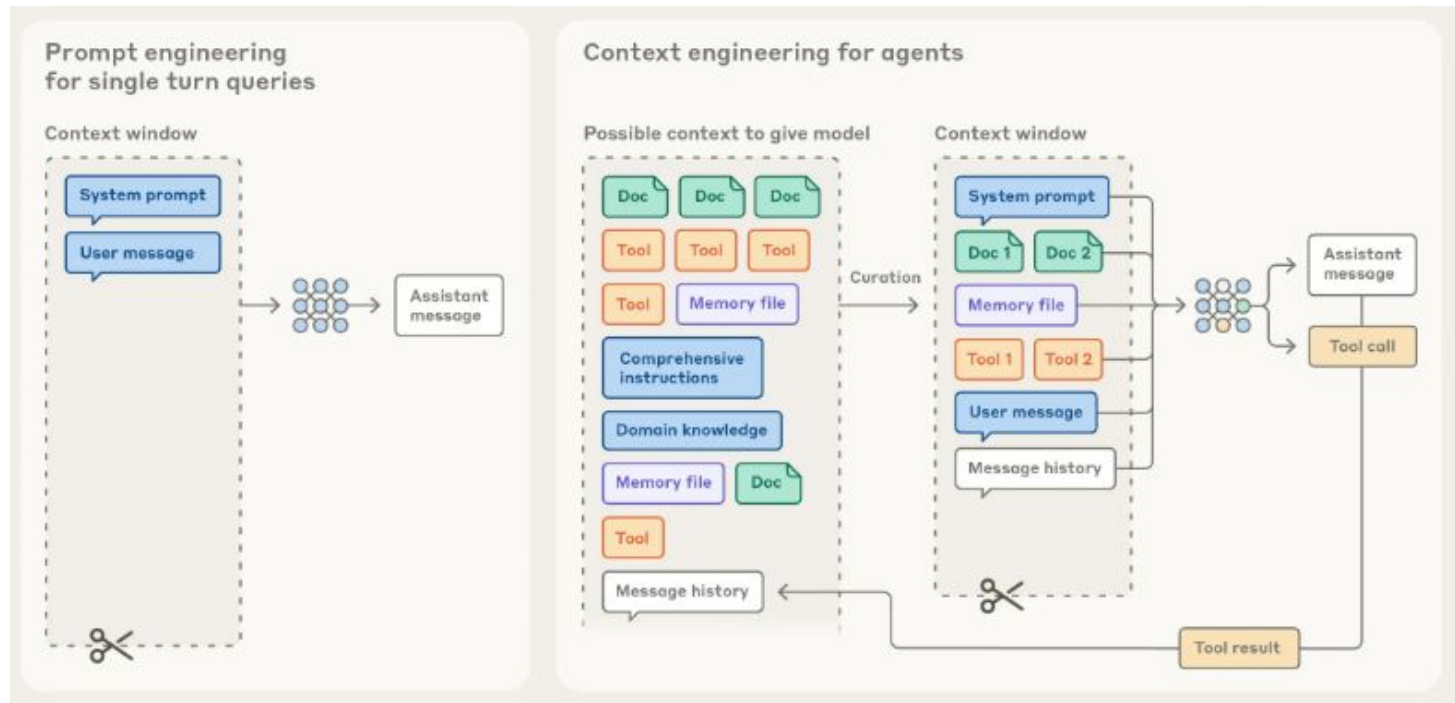 Prompt engineering
for single turn queries
Context window
System prompt
User message
Assistant
message
Context engineering for agents
Possible context to give model
Doc Doc Doc
Tool Tool Tool
Tool Memory file
Comprehensive
instructions
Domain knowledge
Memory file Doc
Tool
Message history
Curation
Context window
System prompt
Doc 1 Doc 2
Memory file
Tool 1 Tool 2
User message
Message history
Assistant
message
Tool call
Tool result